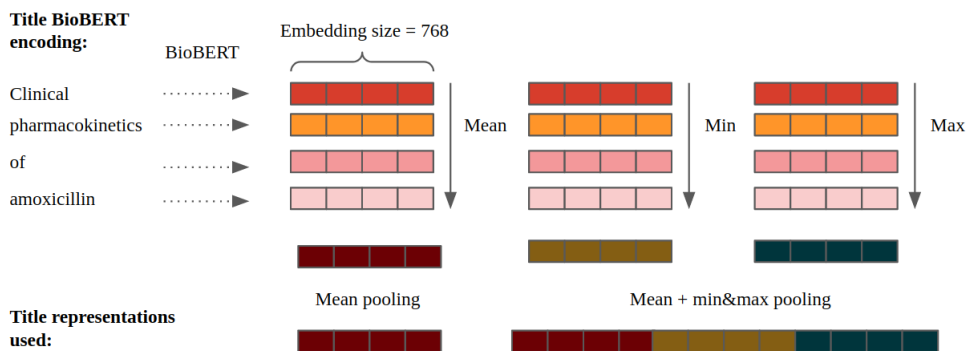 Title BioBERT
encoding:
BioBERT
Embedding size = 768
Clinical
pharmacokinetics
of
amoxicillin
Mean
Min
Max
Mean pooling
Mean + min&max pooling
Title representations
used: